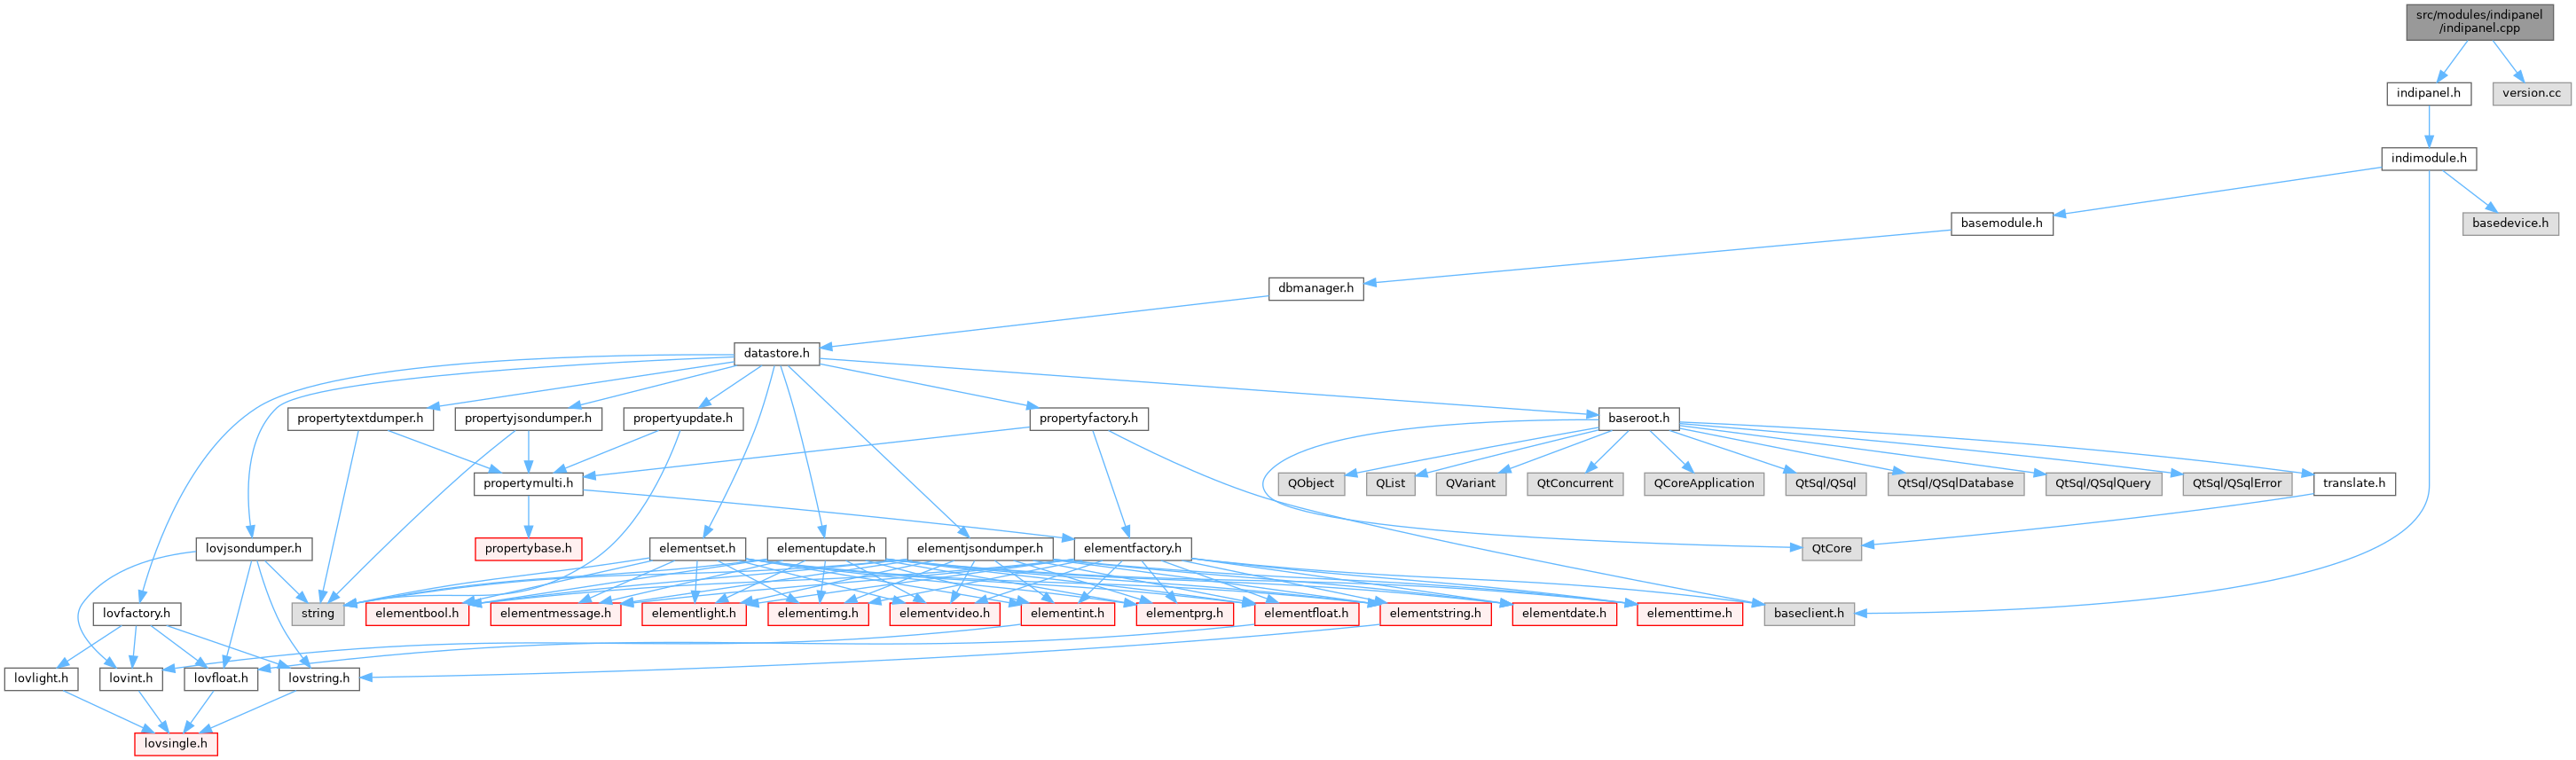 src/modules/indipanel
/indipanel.cpp
indipanel.h
version.cc
indimodule.h
basemodule.h
basedevice.h
dbmanager.h
datastore.h
propertytextdumper.h
propertyjsondumper.h
propertyupdate.h
propertyfactory.h
baseroot.h
propertymulti.h
QObject
QList
QVariant
QtConcurrent
QCoreApplication
QtSql/QSql
QtSql/QSqlDatabase
QtSql/QSqlQuery
QtSql/QSqlError
translate.h
lovjsondumper.h
propertybase.h
elementset.h
elementupdate.h
elementjsondumper.h
elementfactory.h
QtCore
lovfactory.h
string
elementbool.h
elementmessage.h
elementlight.h
elementimg.h
elementvideo.h
elementint.h
elementprg.h
elementfloat.h
elementstring.h
elementdate.h
elementtime.h
baseclient.h
lovlight.h
lovint.h
lovfloat.h
lovstring.h
lovsingle.h